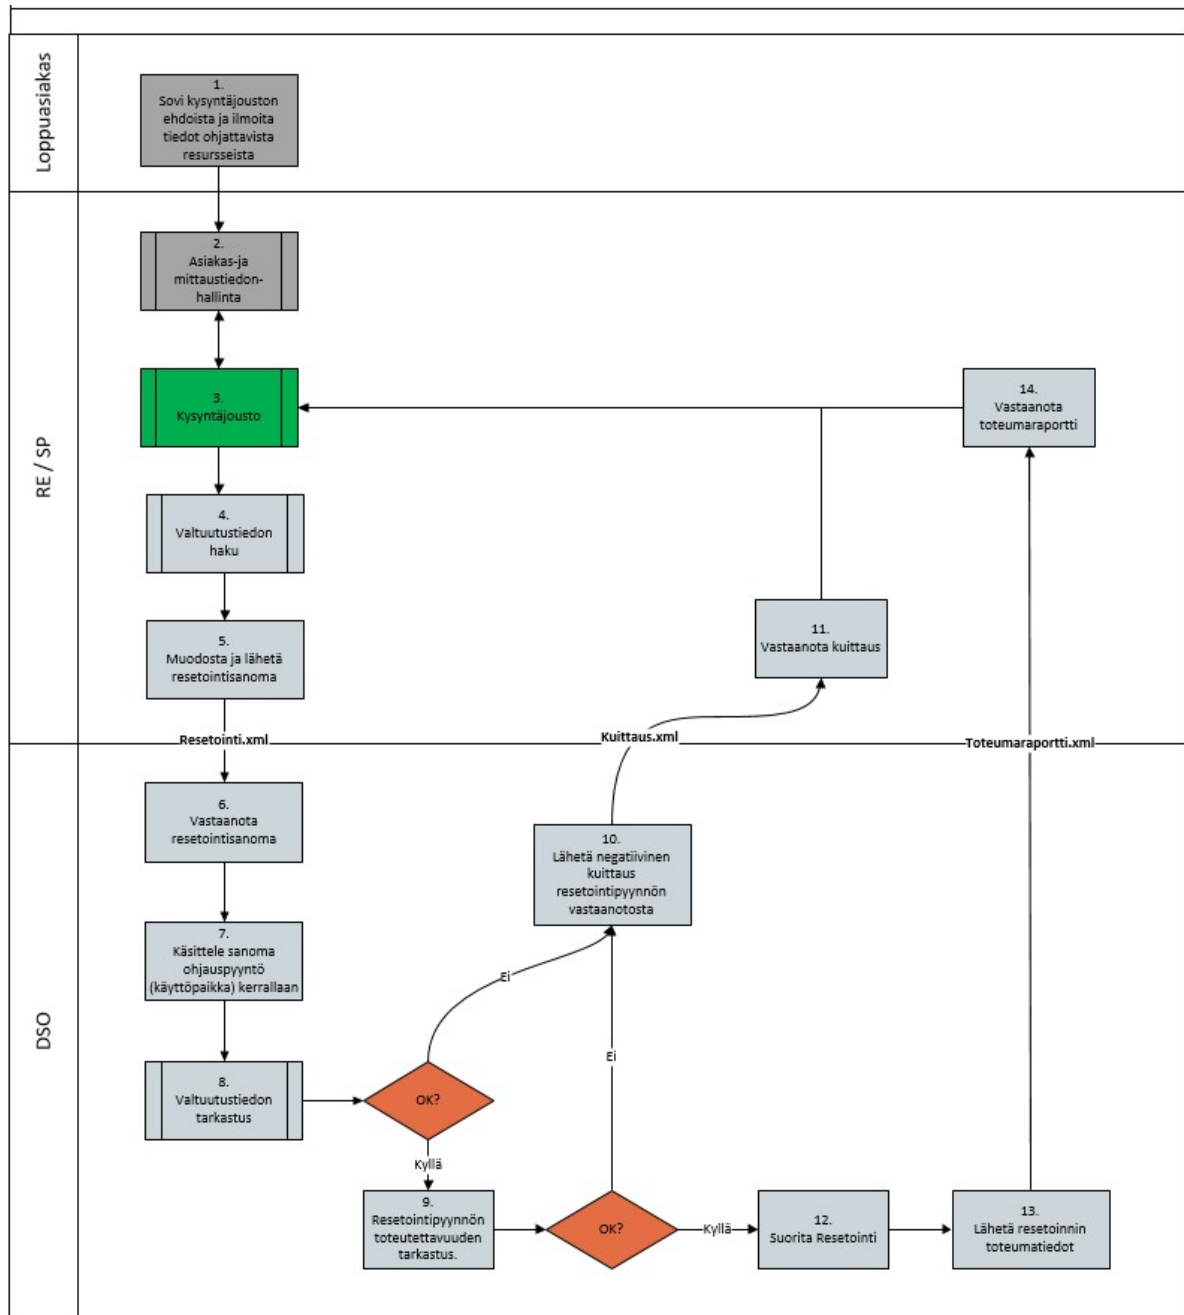 Loppuasiakas
1.
Sovi kysyntäjouston
ehdoista ja ilmoita
tiedot ohjattavista
resursseista
RE / SP
2.
Asiakas-ja
mittaustiedon-
hallinta
3.
Kysyntäjousto
14.
Vastaanota
toteumaraportti
4.
Valtuutustiedon
haku
5.
Muodosta ja lähetä
resetointisanoma
11.
Vastaanota kuittaus
Resetointi.xml
Kuittaus.xml
Toteumaraportti.xml
DSO
6.
Vastaanota
resetointisanoma
10.
Lähetä negatiivinen
kuittaus
resetointipyynnön
vastaanotosta
7.
Käsittele sanoma
ohjauspyyntö
(käyttöpaikka) kerrallaan
Ei
Ei
8.
Valtuutustiedon
tarkastus
OK?
Kyllä
9.
Resetointipyynnön
toteutettavuuden
tarkastus.
OK?
Kyllä
12.
Suorita Resetointi
13.
Lähetä resetoinnin
toteumatiedot